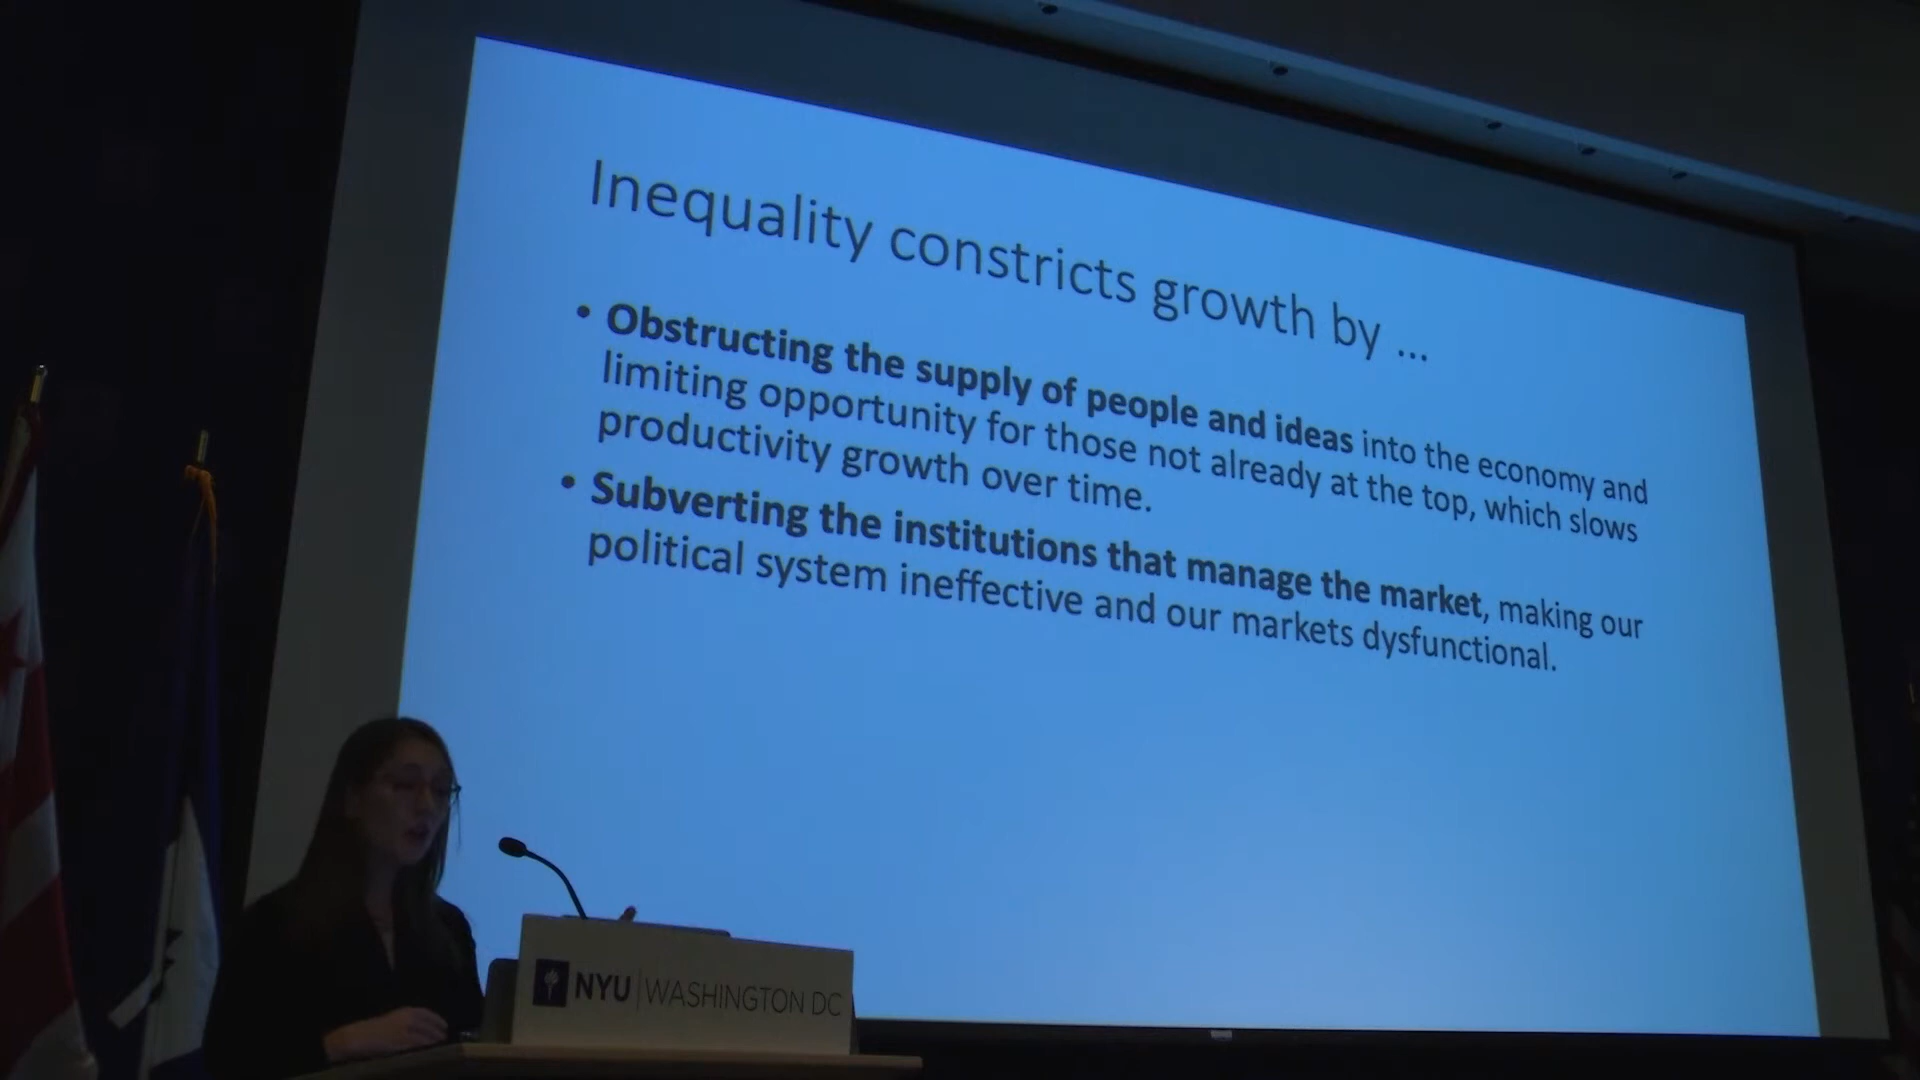 Inequality constricts growth by ...
• Obstructing the supply of people and ideas into the economy and
limiting opportunity for those not already at the top, which slows
productivity growth over time.
• Subverting the institutions that manage the market, making our
political system ineffective and our markets dysfunctional.
NYU | WASHINGTON DC